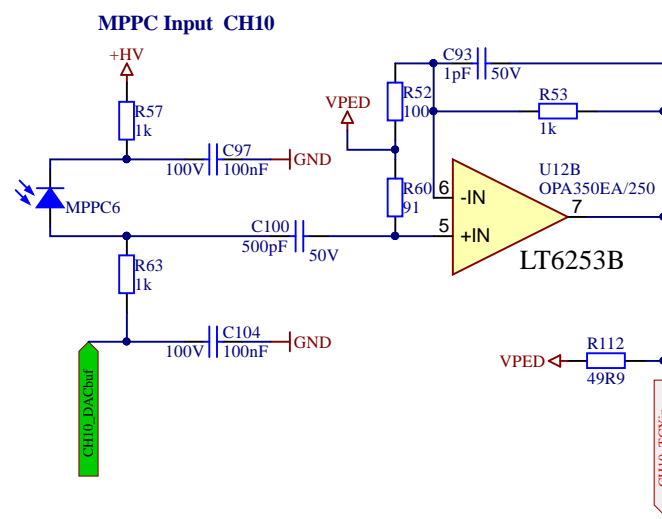 MPPC Input CH10
+HV
R57
1k
C97
100V
100nF
GND
MPPC6
C100
500pF
50V
R63
1k
C104
100V
100nF
GND
CH10_DACbuf
VPED
R52
100
R60
91
C93
1pF
50V
R53
1k
U12B
OPA350EA/250
6
-IN
7
5
+IN
LT6253B
R112
VPED
49R9